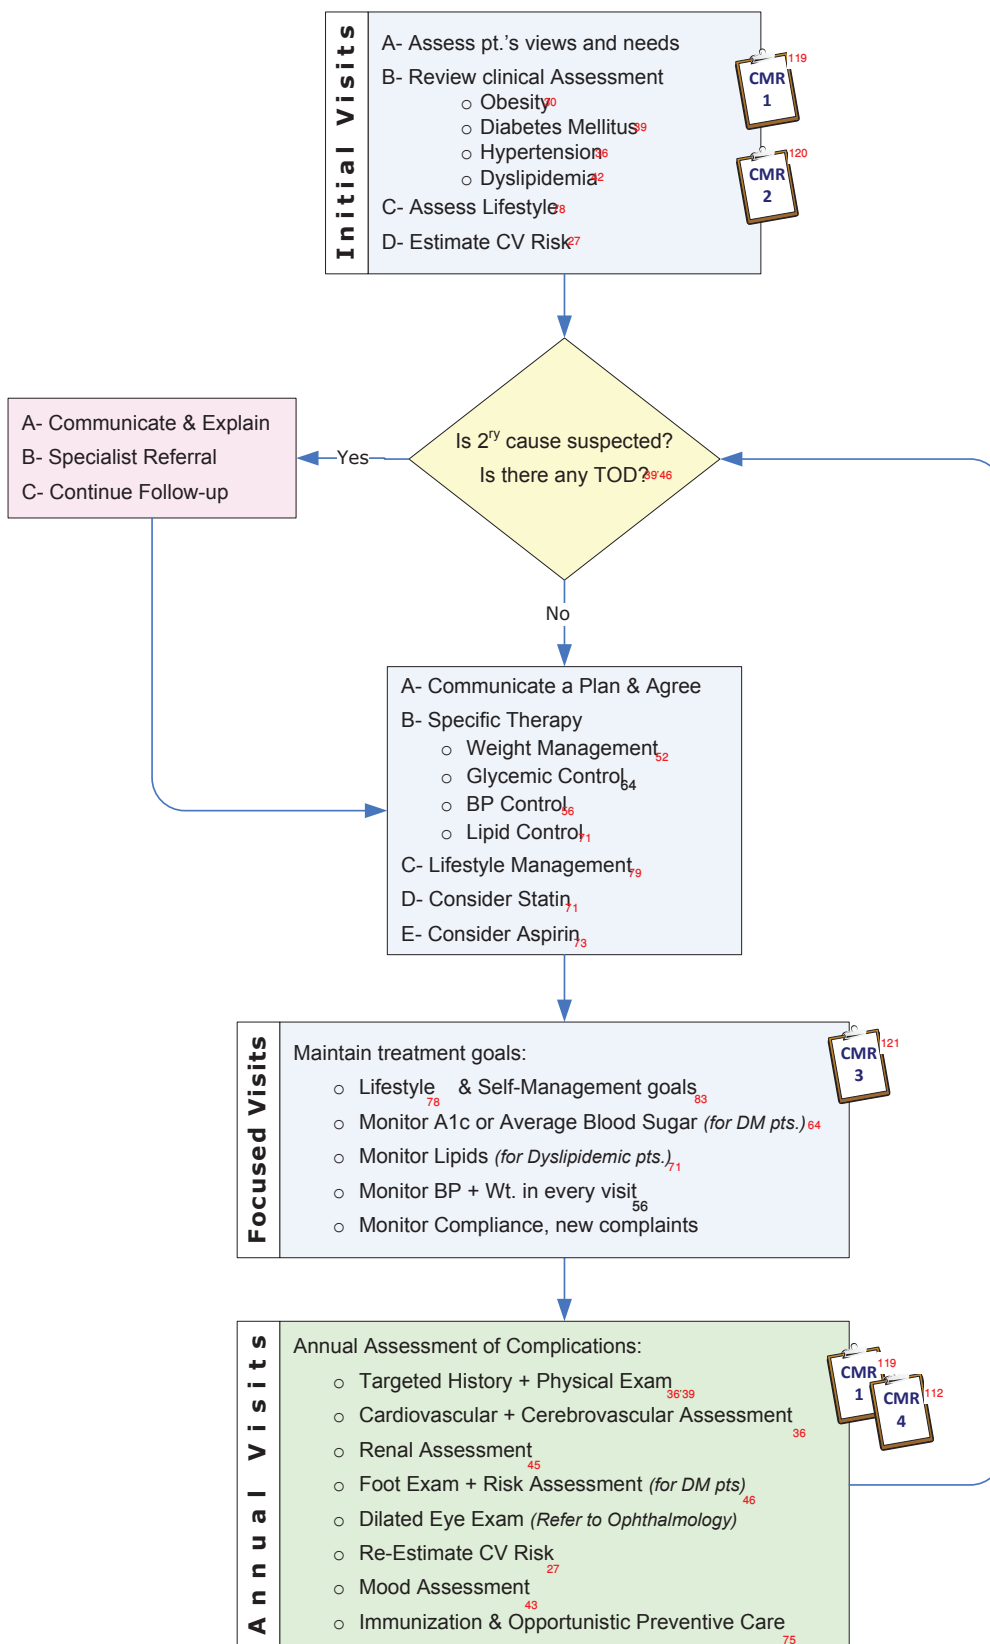 Initial Visits
A- Assess pt.'s views and needs
B- Review clinical Assessment
○ Obesity30
○ Diabetes Mellitus39
○ Hypertension36
○ Dyslipidemia42
C- Assess Lifestyle78
D- Estimate CV Risk27
CMR
1
119
CMR
2
120
Is 2ry cause suspected?
Is there any TOD?39'46
Yes
A- Communicate & Explain
B- Specialist Referral
C- Continue Follow-up
No
A- Communicate a Plan & Agree
B- Specific Therapy
○ Weight Management52
○ Glycemic Control64
○ BP Control56
○ Lipid Control71
C- Lifestyle Management79
D- Consider Statin71
E- Consider Aspirin73
Focused Visits
Maintain treatment goals:
○ Lifestyle78 & Self-Management goals83
○ Monitor A1c or Average Blood Sugar (for DM pts.)64
○ Monitor Lipids (for Dyslipidemic pts.)71
○ Monitor BP + Wt. in every visit56
○ Monitor Compliance, new complaints
CMR
3
121
Annual Visits
Annual Assessment of Complications:
○ Targeted History + Physical Exam36'39
○ Cardiovascular + Cerebrovascular Assessment36
○ Renal Assessment45
○ Foot Exam + Risk Assessment (for DM pts)46
○ Dilated Eye Exam (Refer to Ophthalmology)
○ Re-Estimate CV Risk27
○ Mood Assessment43
○ Immunization & Opportunistic Preventive Care75
CMR
1
119
CMR
4
112